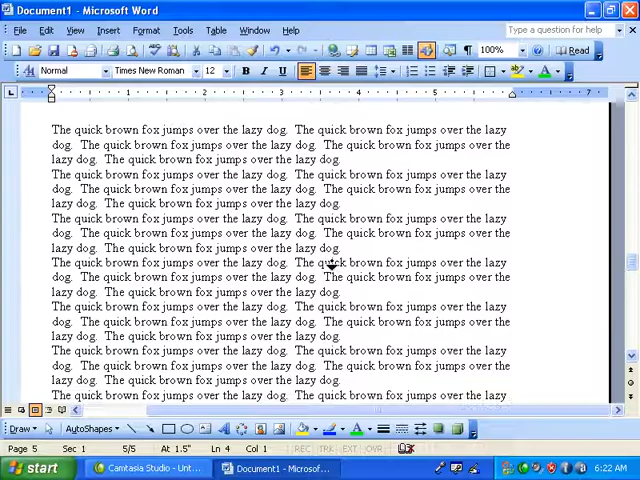 Document1 - Microsoft Word
File Edit View Insert Format Tools Table Window Help Type a question for help
100% Read
Normal Times New Roman 12 B I U
1 2 3 4 5 6 7
The quick brown fox jumps over the lazy dog. The quick brown fox jumps over the lazy
dog. The quick brown fox jumps over the lazy dog. The quick brown fox jumps over the
lazy dog. The quick brown fox jumps over the lazy dog.
The quick brown fox jumps over the lazy dog. The quick brown fox jumps over the lazy
dog. The quick brown fox jumps over the lazy dog. The quick brown fox jumps over the
lazy dog. The quick brown fox jumps over the lazy dog.
The quick brown fox jumps over the lazy dog. The quick brown fox jumps over the lazy
dog. The quick brown fox jumps over the lazy dog. The quick brown fox jumps over the
lazy dog. The quick brown fox jumps over the lazy dog.
The quick brown fox jumps over the lazy dog. The quick brown fox jumps over the lazy
dog. The quick brown fox jumps over the lazy dog. The quick brown fox jumps over the
lazy dog. The quick brown fox jumps over the lazy dog.
The quick brown fox jumps over the lazy dog. The quick brown fox jumps over the lazy
dog. The quick brown fox jumps over the lazy dog. The quick brown fox jumps over the
lazy dog. The quick brown fox jumps over the lazy dog.
The quick brown fox jumps over the lazy dog. The quick brown fox jumps over the lazy
dog. The quick brown fox jumps over the lazy dog. The quick brown fox jumps over the
lazy dog. The quick brown fox jumps over the lazy dog.
The quick brown fox jumps over the lazy dog. The quick brown fox jumps over the lazy
Draw AutoShapes
Page 5 Sec 1 5/5 At 1.5" Ln 4 Col 1 REC TRK EXT OVR
start Camtasia Studio - Unt... Document1 - Microsof... 6:22 AM